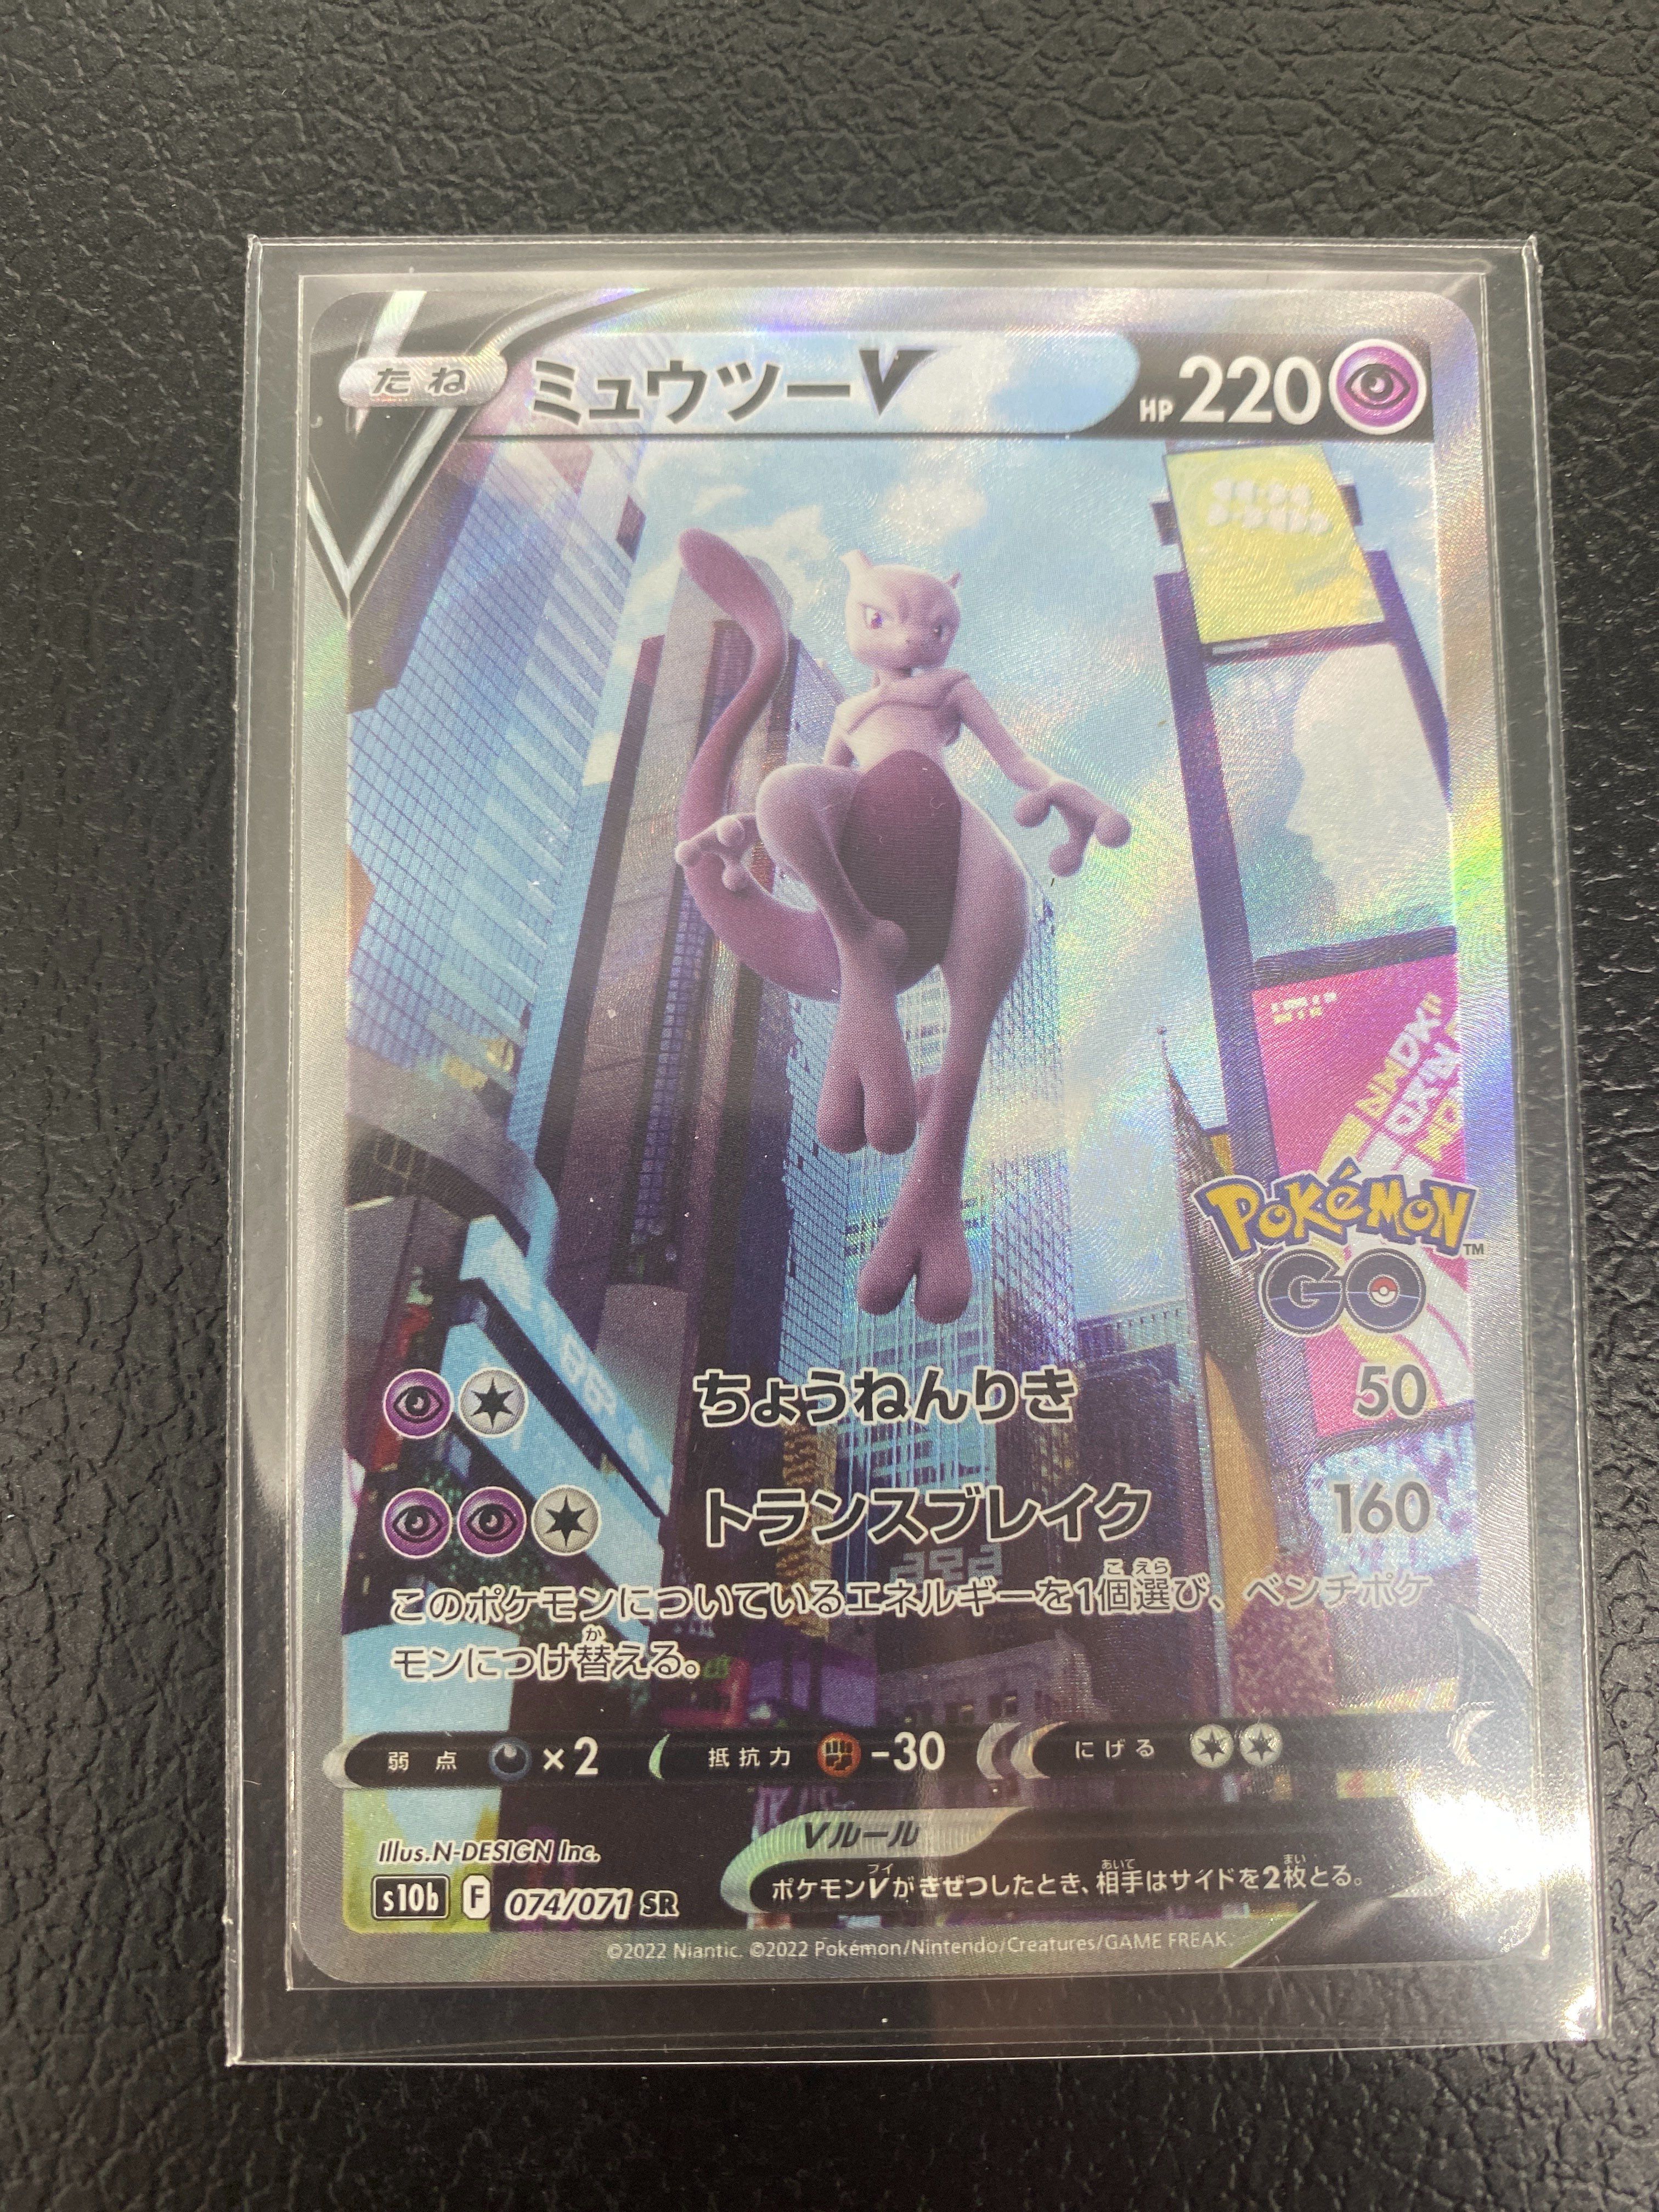 たね ミュウツーV HP 220
POKéMON™
GO
ちょうねんりき 50
トランスブレイク 160
このポケモンについているエネルギーを1個選び、ベンチポケ
モンにつけ替える。
弱点 ×2 抵抗力 -30 にげる
Vルール
ポケモンVがきぜつしたとき、相手はサイドを2枚とる。
Illus.N-DESIGN Inc.
s10b F 074/071 SR
©2022 Niantic. ©2022 Pokémon/Nintendo/Creatures/GAME FREAK.